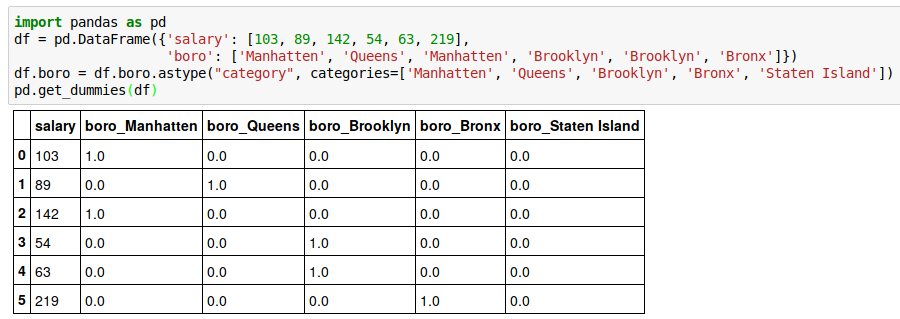 import pandas as pd
df = pd.DataFrame({'salary': [103, 89, 142, 54, 63, 219],
                   'boro': ['Manhatten', 'Queens', 'Manhatten', 'Brooklyn', 'Brooklyn', 'Bronx']})
df.boro = df.boro.astype("category", categories=['Manhatten', 'Queens', 'Brooklyn', 'Bronx', 'Staten Island'])
pd.get_dummies(df)
salary boro_Manhatten boro_Queens boro_Brooklyn boro_Bronx boro_Staten Island
0 103 1.0 0.0 0.0 0.0 0.0
1 89 0.0 1.0 0.0 0.0 0.0
2 142 1.0 0.0 0.0 0.0 0.0
3 54 0.0 0.0 1.0 0.0 0.0
4 63 0.0 0.0 1.0 0.0 0.0
5 219 0.0 0.0 0.0 1.0 0.0